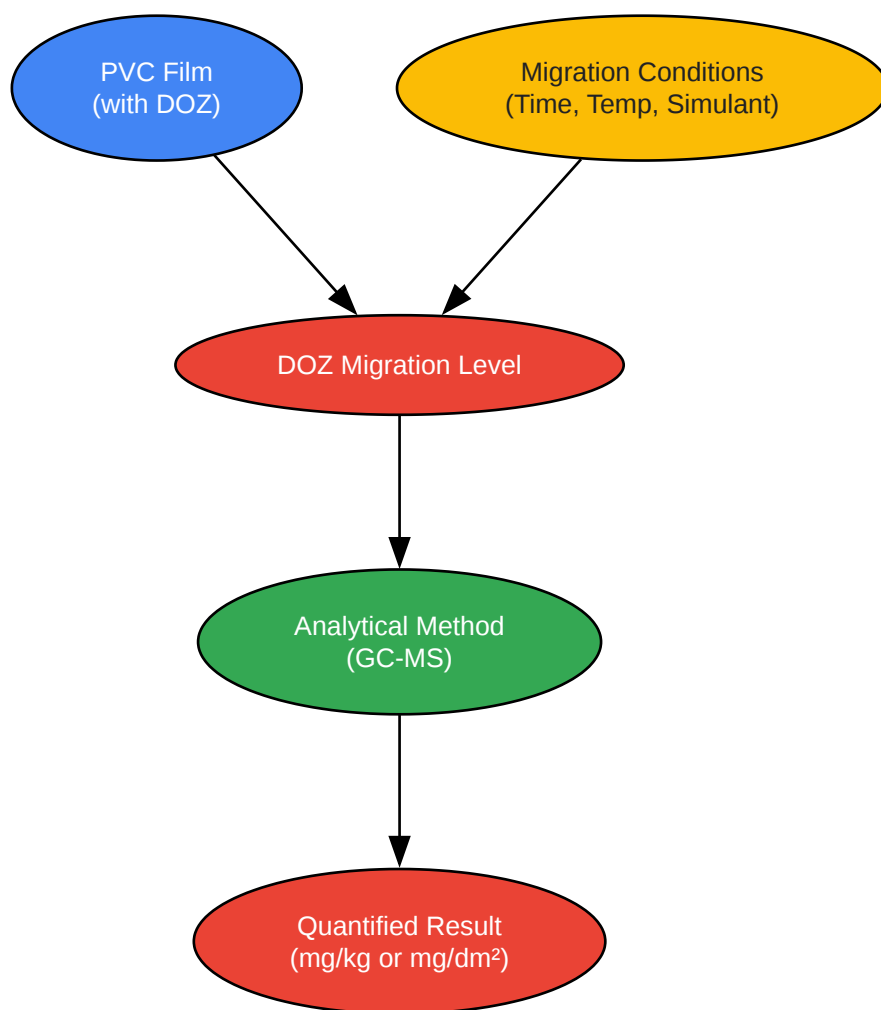 PVC Film
(with DOZ)
Migration Conditions
(Time, Temp, Simulant)
DOZ Migration Level
Analytical Method
(GC-MS)
Quantified Result
(mg/kg or mg/dm²)